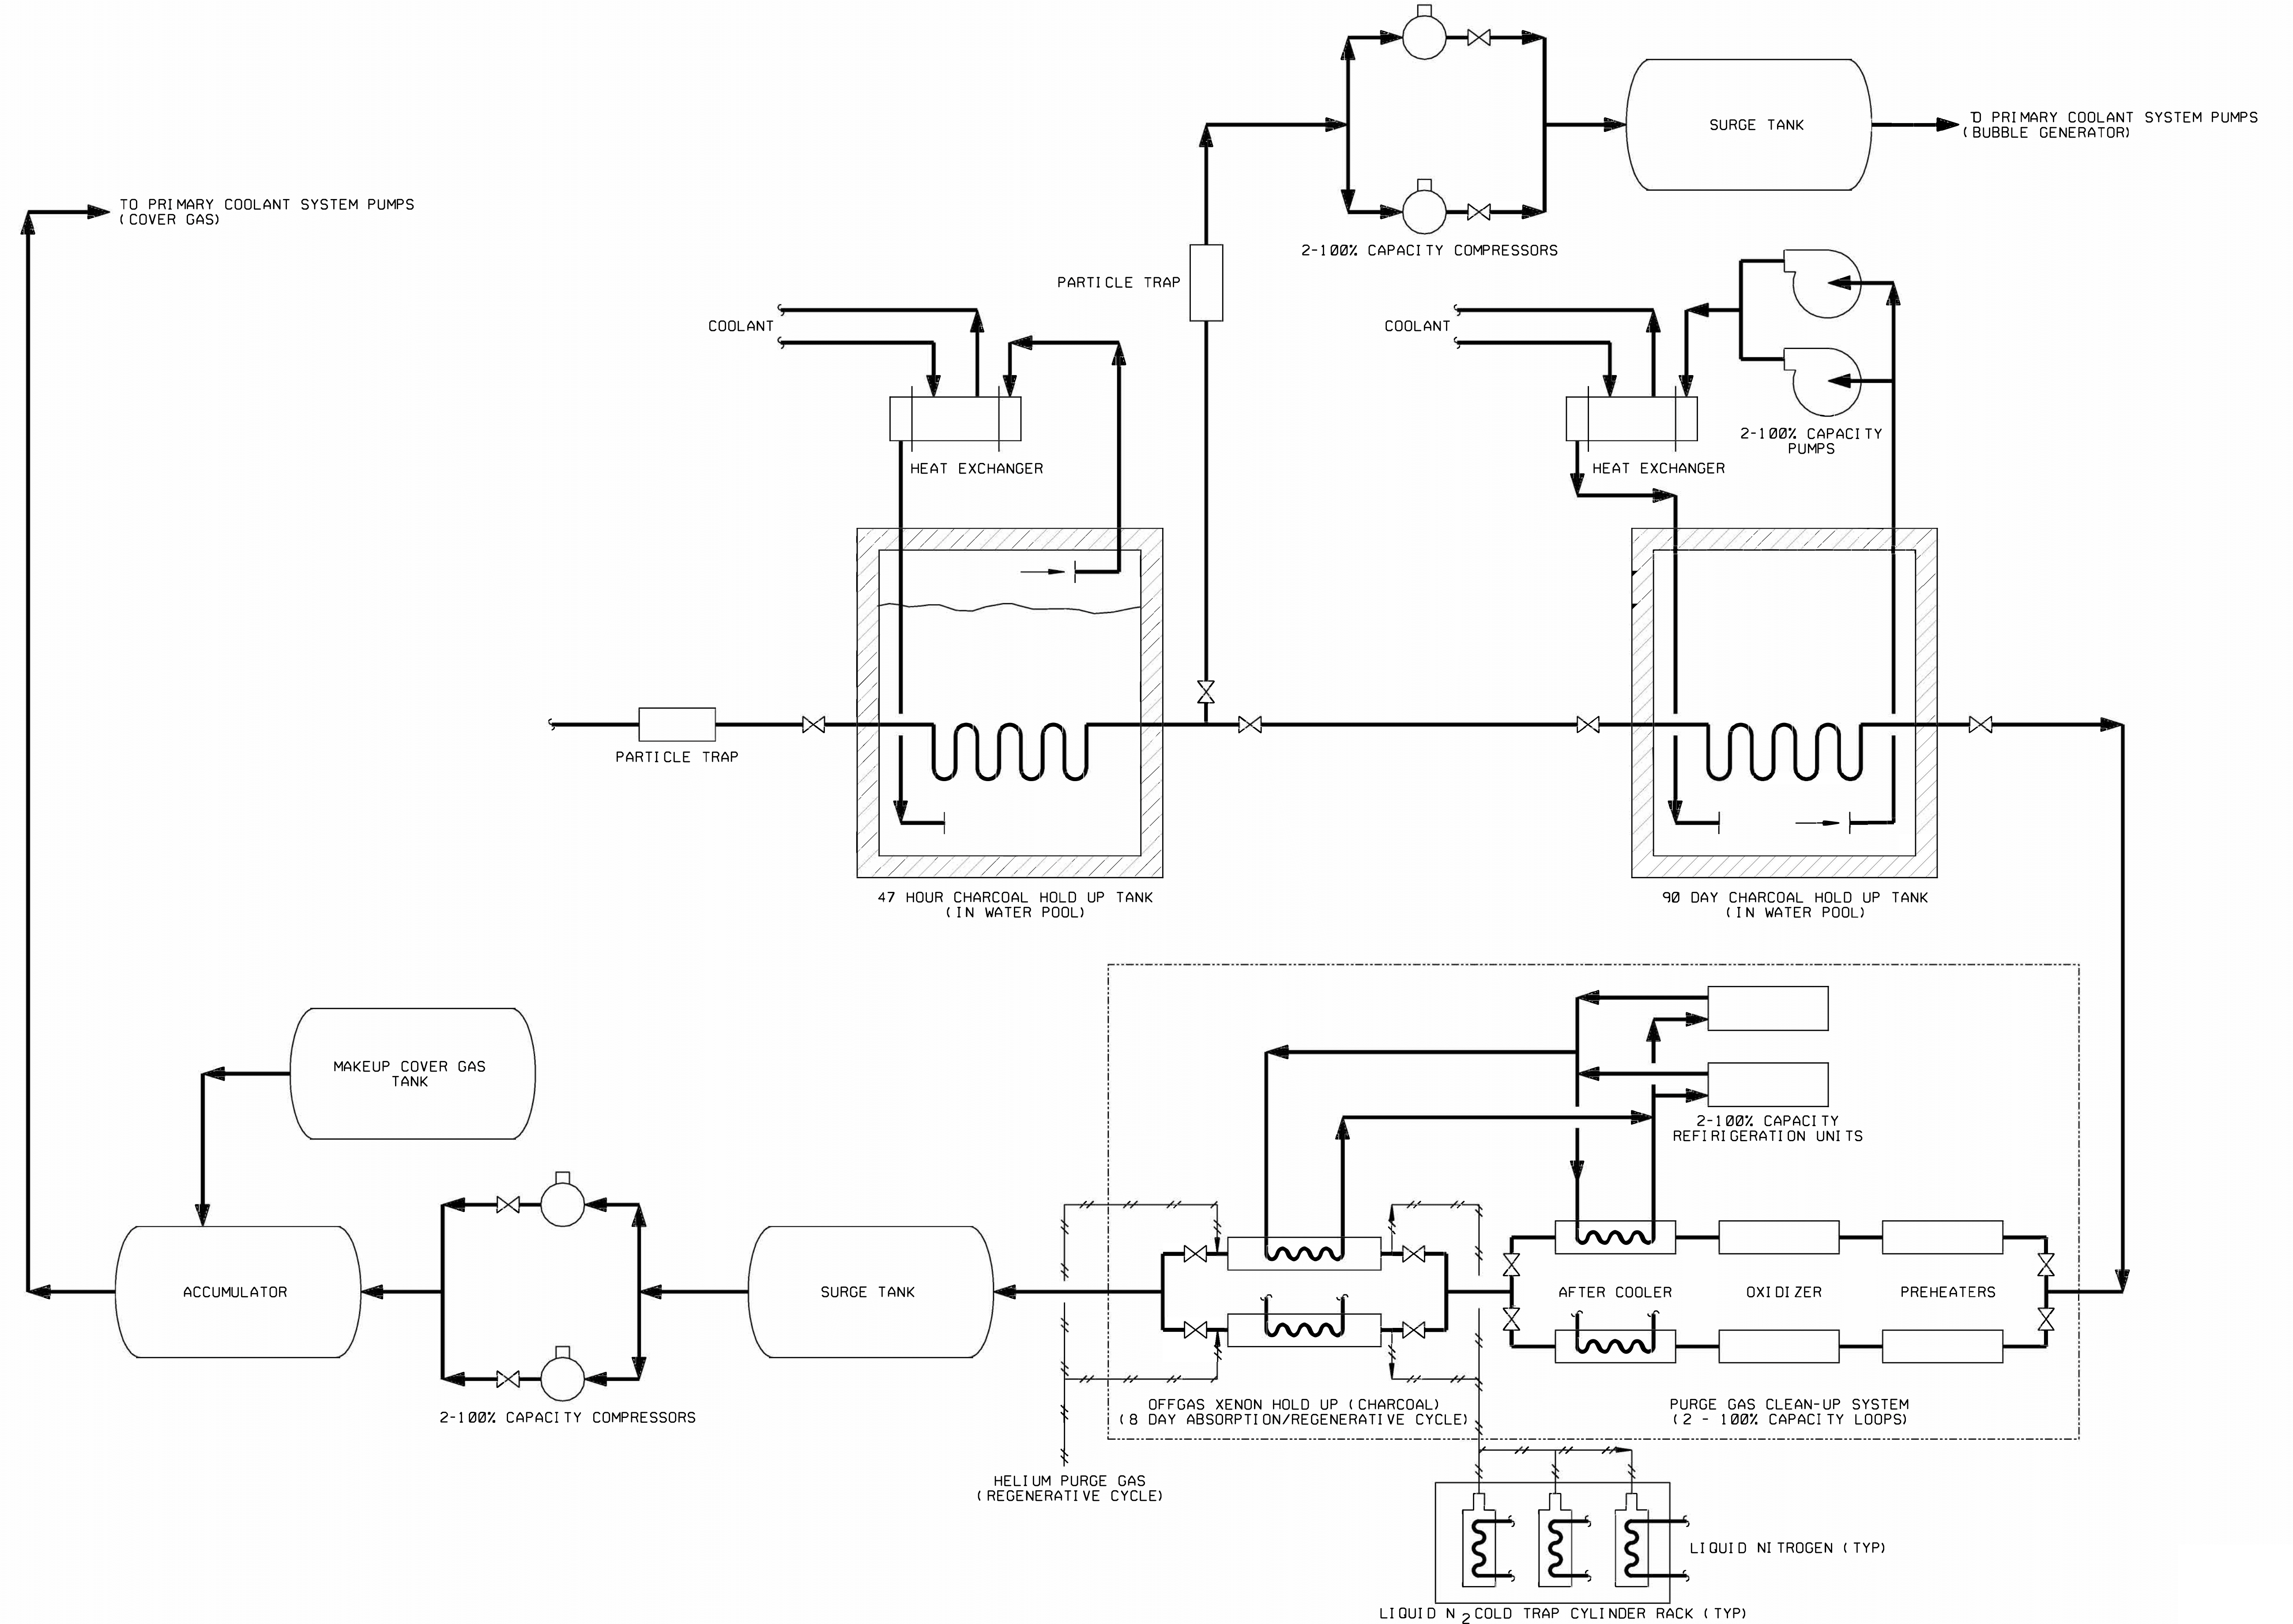 TO PRIMARY COOLANT SYSTEM PUMPS
(BUBBLE GENERATOR)
SURGE TANK
TO PRIMARY COOLANT SYSTEM PUMPS
(COVER GAS)
2-100% CAPACITY COMPRESSORS
PARTICLE TRAP
COOLANT
COOLANT
2-100% CAPACITY
PUMPS
HEAT EXCHANGER
HEAT EXCHANGER
PARTICLE TRAP
47 HOUR CHARCOAL HOLD UP TANK
(IN WATER POOL)
90 DAY CHARCOAL HOLD UP TANK
(IN WATER POOL)
MAKEUP COVER GAS
TANK
2-100% CAPACITY
REFIRIGERATION UNITS
ACCUMULATOR
SURGE TANK
AFTER COOLER
OXIDIZER
PREHEATERS
2-100% CAPACITY COMPRESSORS
OFFGAS XENON HOLD UP (CHARCOAL)
(8 DAY ABSORPTION/REGENERATIVE CYCLE)
PURGE GAS CLEAN-UP SYSTEM
(2 - 100% CAPACITY LOOPS)
HELIUM PURGE GAS
(REGENERATIVE CYCLE)
LIQUID NITROGEN (TYP)
LIQUID N2 COLD TRAP CYLINDER RACK (TYP)